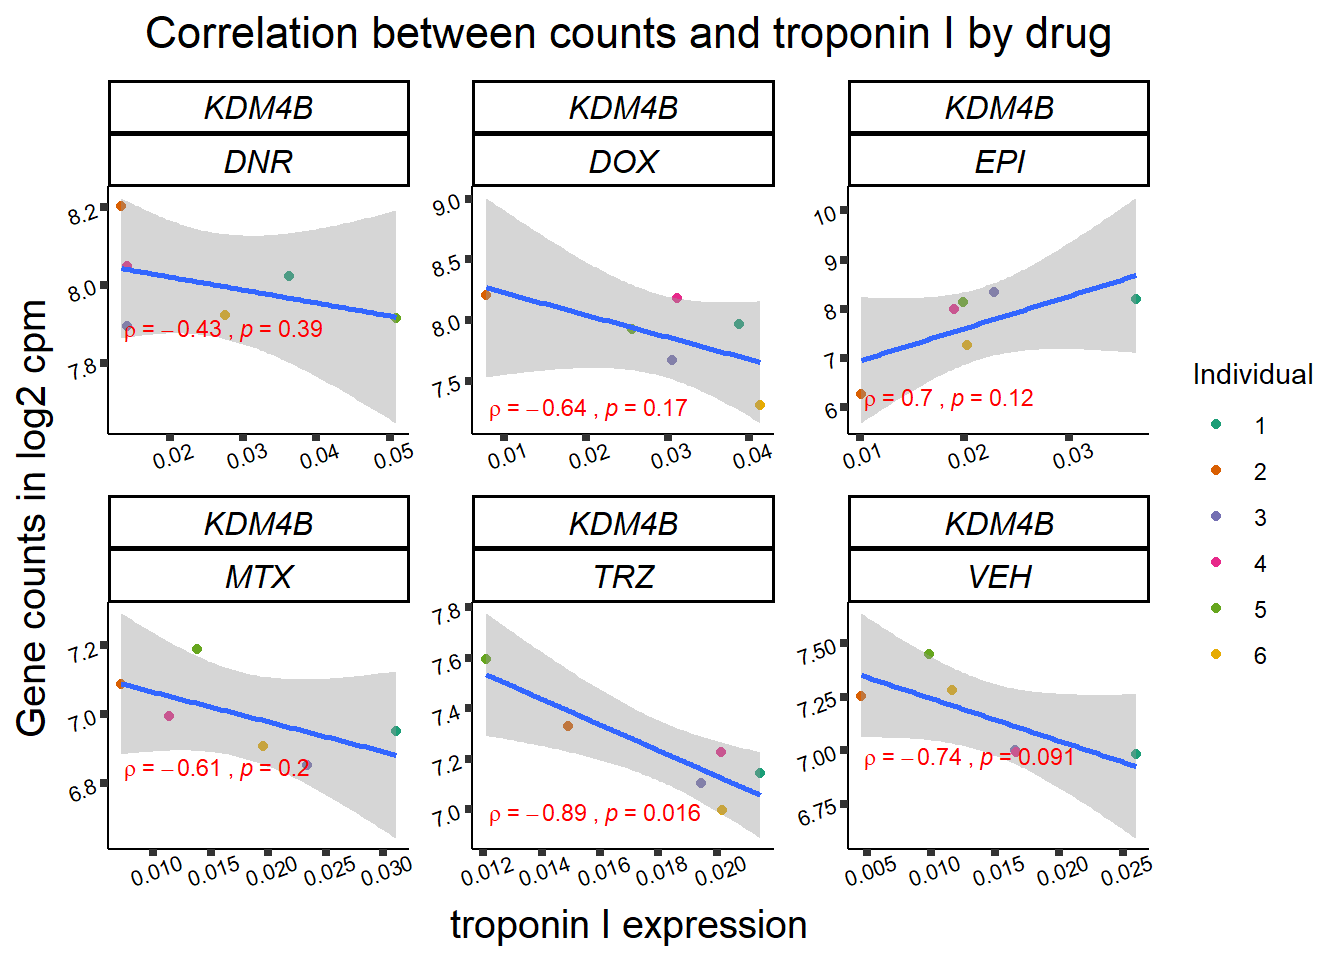 Correlation between counts and troponin I by drug
KDM4B
DNR
8.2
8.0
7.8
ρ = −0.43 , p = 0.39
0.02 0.03 0.04 0.05
KDM4B
DOX
9.0
8.5
8.0
7.5
ρ = −0.64 , p = 0.17
0.01 0.02 0.03 0.04
KDM4B
EPI
10
9
8
7
6
ρ = 0.7 , p = 0.12
0.01 0.02 0.03
KDM4B
MTX
7.2
7.0
6.8
ρ = −0.61 , p = 0.2
0.010 0.015 0.020 0.025 0.030
KDM4B
TRZ
7.8
7.6
7.4
7.2
7.0
ρ = −0.89 , p = 0.016
0.012 0.014 0.016 0.018 0.020
KDM4B
VEH
7.50
7.25
7.00
6.75
ρ = −0.74 , p = 0.091
0.005 0.010 0.015 0.020 0.025
Gene counts in log2 cpm
troponin I expression
Individual
1
2
3
4
5
6